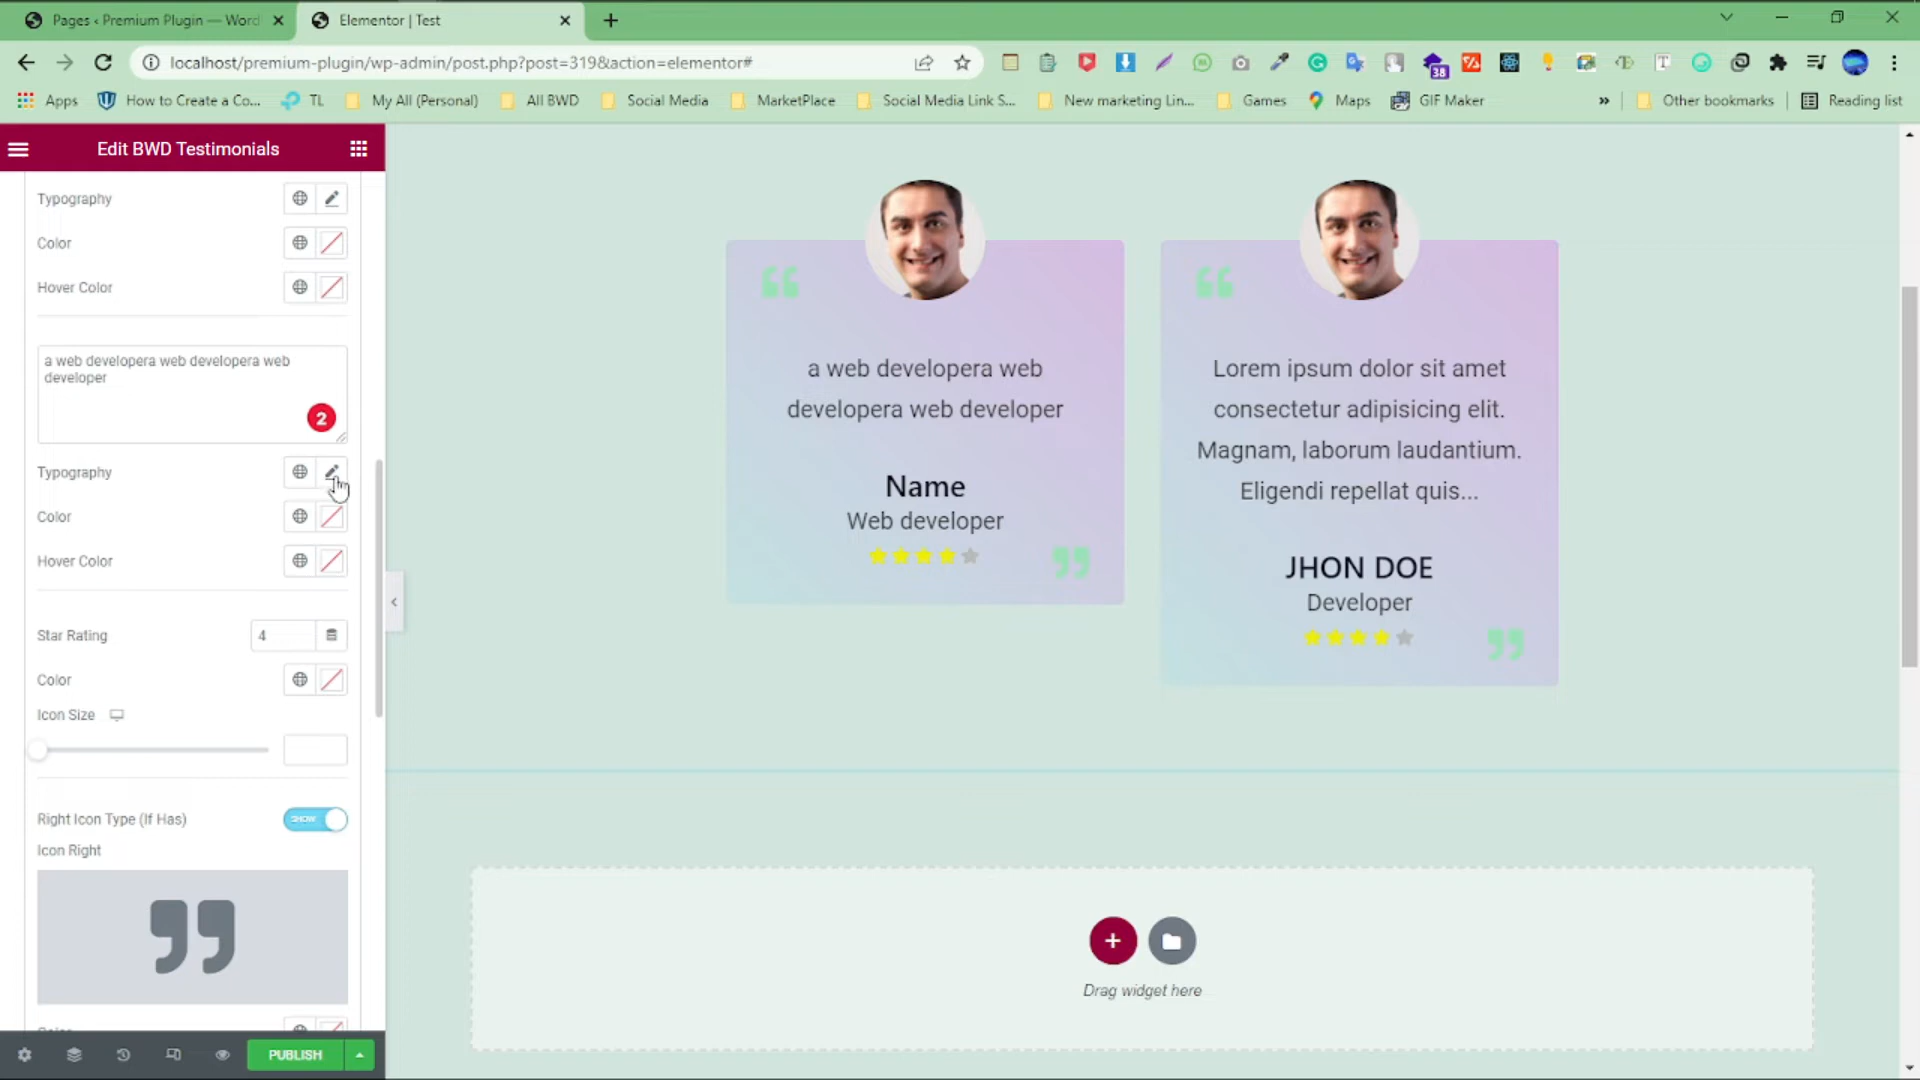 Pages ‹ Premium Plugin — Word
Elementor | Test
localhost/premium-plugin/wp-admin/post.php?post=319&action=elementor#
38
Apps
How to Create a Co...
TL
My All (Personal)
All BWD
Social Media
MarketPlace
Social Media Link S...
New marketing Lin...
Games
Maps
GIF Maker
»
Other bookmarks
Reading list
Edit BWD Testimonials
Typography
Color
Hover Color
a web developera web developera web
developer
2
Typography
Color
Hover Color
Star Rating
4
Color
Icon Size
Right Icon Type (If Has)
SHOW
Icon Right
Color
PUBLISH
a web developera web
developera web developer
Name
Web developer
Lorem ipsum dolor sit amet
consectetur adipisicing elit.
Magnam, laborum laudantium.
Eligendi repellat quis...
JHON DOE
Developer
Drag widget here